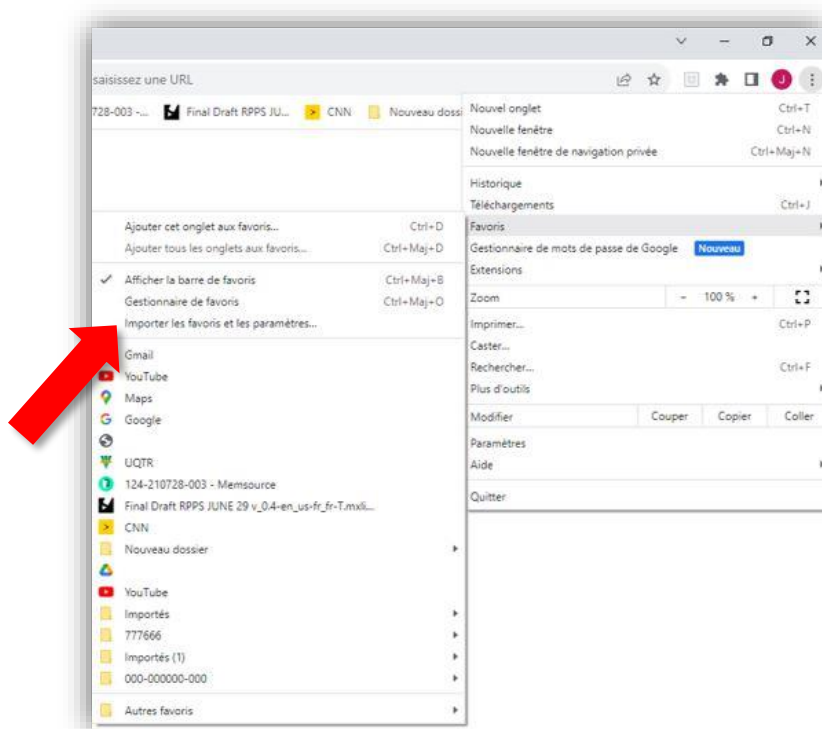 saisissez une URL
728-003 -... Final Draft RPPS JU... CNN Nouveau dossi
Nouvel onglet Ctrl+T
Nouvelle fenêtre Ctrl+N
Nouvelle fenêtre de navigation privée Ctrl+Maj+N
Historique
Téléchargements Ctrl+J
Favoris
Gestionnaire de mots de passe de Google Nouveau
Extensions
Zoom - 100 % +
Imprimer... Ctrl+P
Caster...
Rechercher... Ctrl+F
Plus d'outils
Modifier Couper Copier Coller
Paramètres
Aide
Quitter
Ajouter cet onglet aux favoris... Ctrl+D
Ajouter tous les onglets aux favoris... Ctrl+Maj+D
Afficher la barre de favoris Ctrl+Maj+B
Gestionnaire de favoris Ctrl+Maj+O
Importer les favoris et les paramètres...
Gmail
YouTube
Maps
Google
UQTR
124-210728-003 - Memsource
Final Draft RPPS JUNE 29 v_0.4-en_us-fr_fr-T.mxli...
CNN
Nouveau dossier
YouTube
Importés
777666
Importés (1)
000-000000-000
Autres favoris